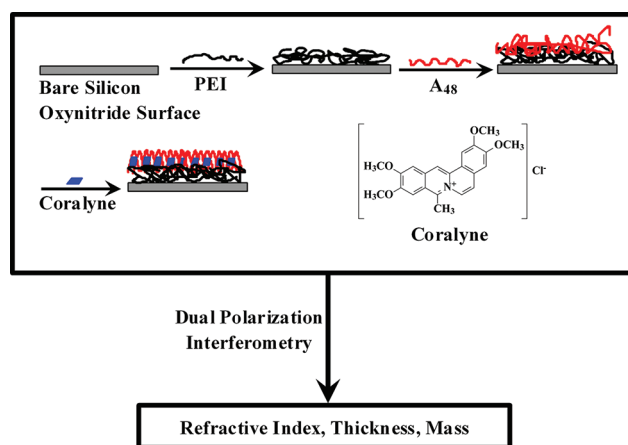 PEI
A48
Bare Silicon
Oxynitride Surface
Coralyne
OCH3
OCH3
H3CO
H3CO
N+
CH3
Cl-
Coralyne
Dual Polarization
Interferometry
Refractive Index, Thickness, Mass